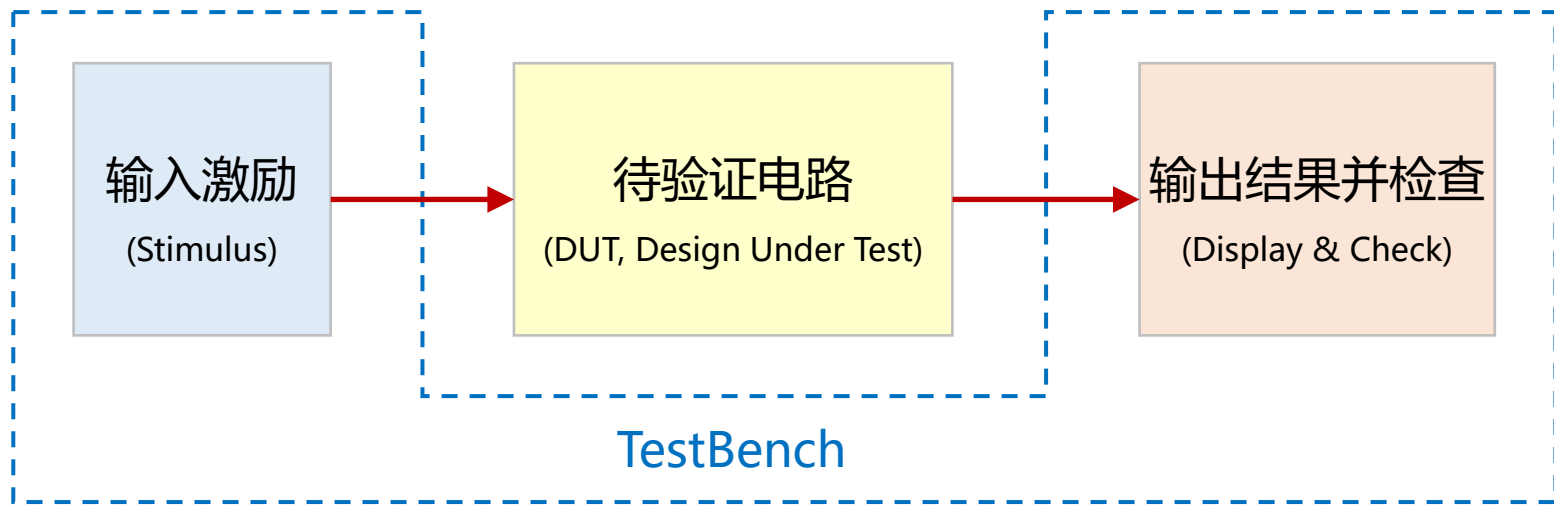 输入激励
(Stimulus)
待验证电路
(DUT, Design Under Test)
输出结果并检查
(Display & Check)
TestBench